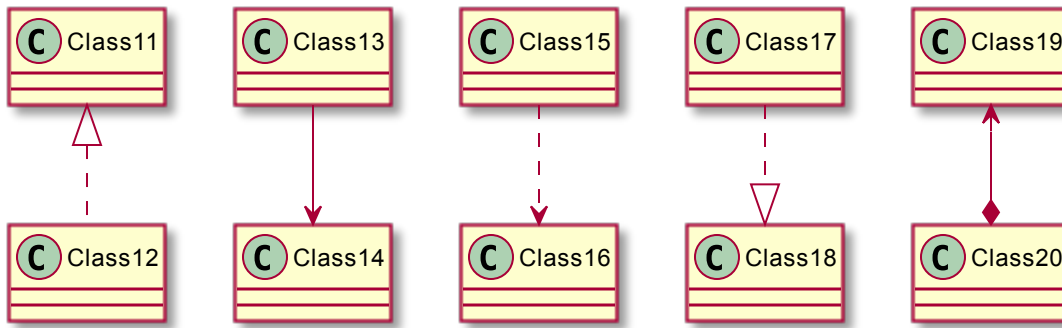 C Class11
C Class13
C Class15
C Class17
C Class19
C Class12
C Class14
C Class16
C Class18
C Class20